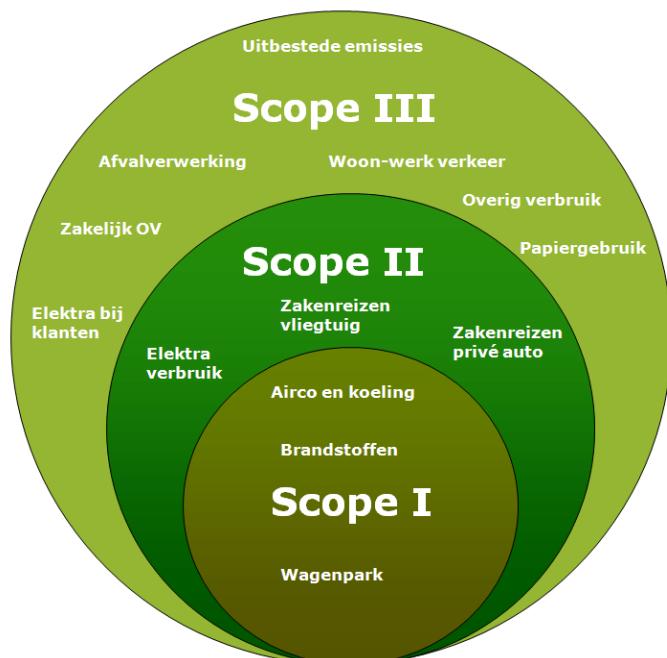 Uitbestede emissies
Scope III
Afvalverwerking
Woon-werk verkeer
Overig verbruik
Zakelijk OV
Papiergebruik
Scope II
Elektra bij
klanten
Zakenreizen
vliegtuig
Zakenreizen
privé auto
Elektra
verbruik
Airco en koeling
Brandstoffen
Scope I
Wagenpark